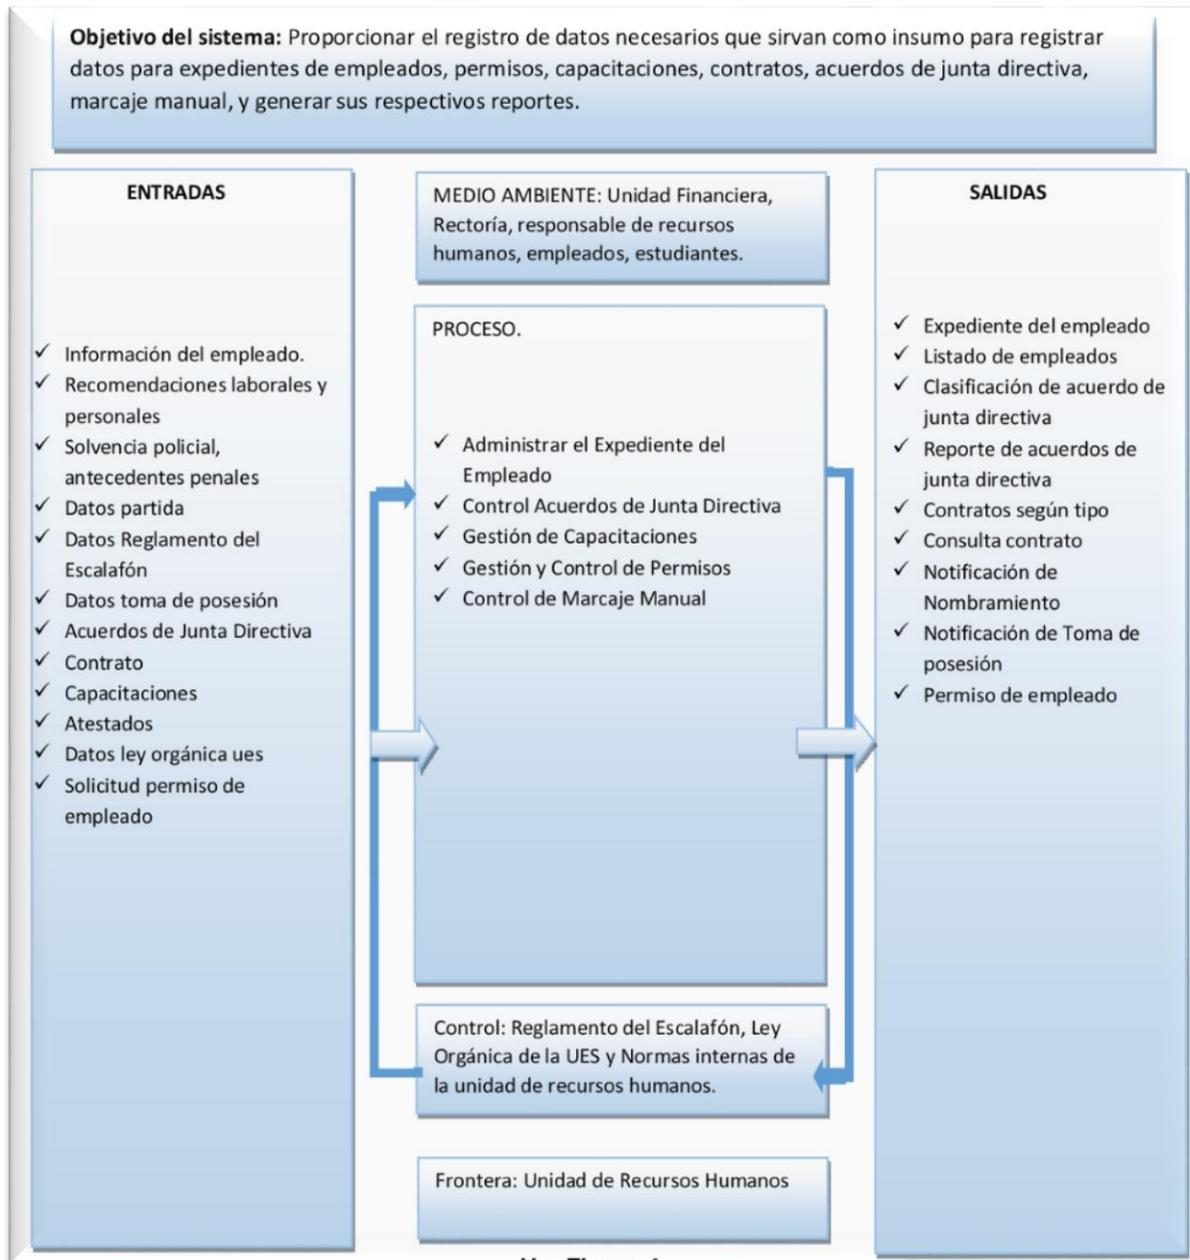 Objetivo del sistema: Proporcionar el registro de datos necesarios que sirvan como insumo para registrar
datos para expedientes de empleados, permisos, capacitaciones, contratos, acuerdos de junta directiva,
marcaje manual, y generar sus respectivos reportes.
ENTRADAS
✓ Información del empleado.
✓ Recomendaciones laborales y
personales
✓ Solvencia policial,
antecedentes penales
✓ Datos partida
✓ Datos Reglamento del
Escalafón
✓ Datos toma de posesión
✓ Acuerdos de Junta Directiva
✓ Contrato
✓ Capacitaciones
✓ Atestados
✓ Datos ley orgánica ues
✓ Solicitud permiso de
empleado
MEDIO AMBIENTE: Unidad Financiera,
Rectoría, responsable de recursos
humanos, empleados, estudiantes.
PROCESO.
✓ Administrar el Expediente del
Empleado
✓ Control Acuerdos de Junta Directiva
✓ Gestión de Capacitaciones
✓ Gestión y Control de Permisos
✓ Control de Marcaje Manual
Control: Reglamento del Escalafón, Ley
Orgánica de la UES y Normas internas de
la unidad de recursos humanos.
Frontera: Unidad de Recursos Humanos
SALIDAS
✓ Expediente del empleado
✓ Listado de empleados
✓ Clasificación de acuerdo de
junta directiva
✓ Reporte de acuerdos de
junta directiva
✓ Contratos según tipo
✓ Consulta contrato
✓ Notificación de
Nombramiento
✓ Notificación de Toma de
posesión
✓ Permiso de empleado